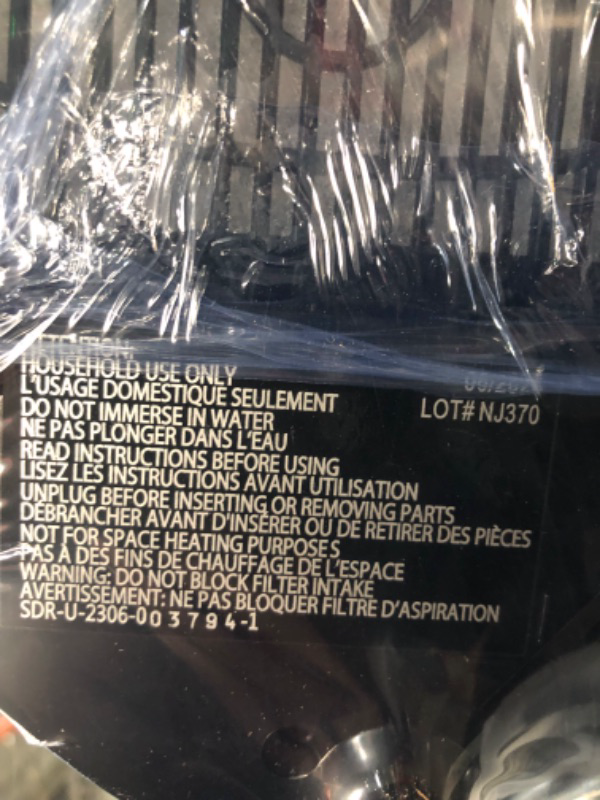 HOUSEHOLD USE ONLY
L'USAGE DOMESTIQUE SEULEMENT
LOT# NJ370
DO NOT IMMERSE IN WATER
NE PAS PLONGER DANS L'EAU
READ INSTRUCTIONS BEFORE USING
LISEZ LES INSTRUCTIONS AVANT UTILISATION
UNPLUG BEFORE INSERTING OR REMOVING PARTS
DÉBRANCHER AVANT D'INSÉRER OU DE RETIRER DES PIÈCES
NOT FOR SPACE HEATING PURPOSES
PAS À DES FINS DE CHAUFFAGE DE L'ESPACE
WARNING: DO NOT BLOCK FILTER INTAKE
AVERTISSEMENT: NE PAS BLOQUER FILTRE D'ASPIRATION
SDR-U-2306-003794-1